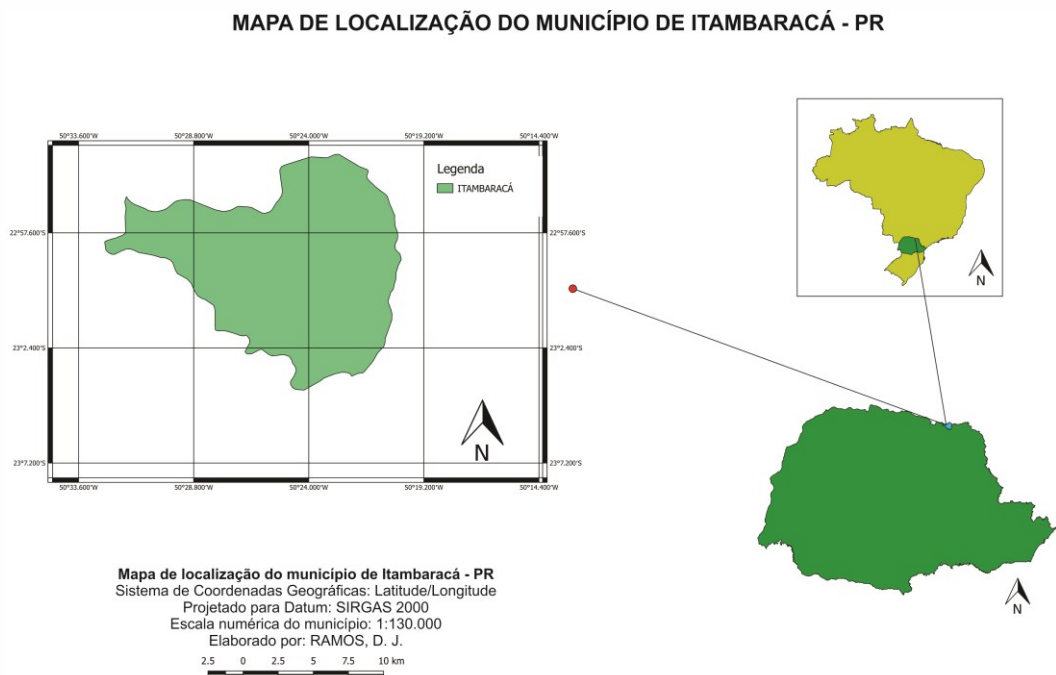 MAPA DE LOCALIZAÇÃO DO MUNICÍPIO DE ITAMBARACÁ - PR
50°33.600'W 50°28.800'W 50°24.000'W 50°19.200'W 50°14.400'W
Legenda
ITAMBARACÁ
22°57.600'S 22°57.600'S
N
23°2.400'S 23°2.400'S
N
23°7.200'S 23°7.200'S
50°33.600'W 50°28.800'W 50°24.000'W 50°19.200'W 50°14.400'W
N
Mapa de localização do município de Itambaracá - PR
Sistema de Coordenadas Geográficas: Latitude/Longitude
Projetado para Datum: SIRGAS 2000
Escala numérica do município: 1:130.000
Elaborado por: RAMOS, D. J.
2.5 0 2.5 5 7.5 10 km